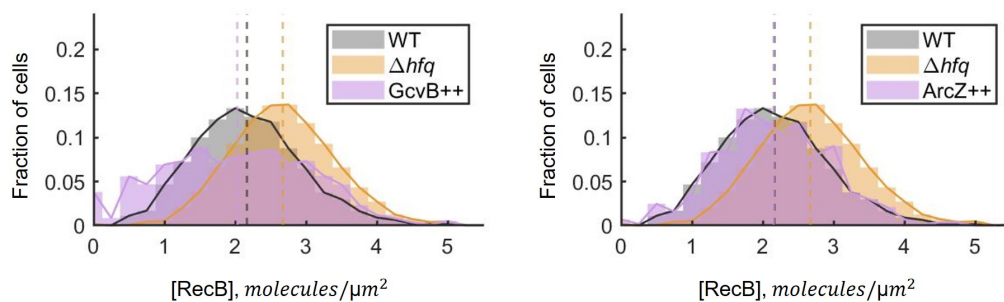 Fraction of cells
0.2
0.15
0.1
0.05
0
WT
Δhfq
GcvB++
0 1 2 3 4 5
[RecB], molecules/μm²
Fraction of cells
0.2
0.15
0.1
0.05
0
WT
Δhfq
ArcZ++
0 1 2 3 4 5
[RecB], molecules/μm²